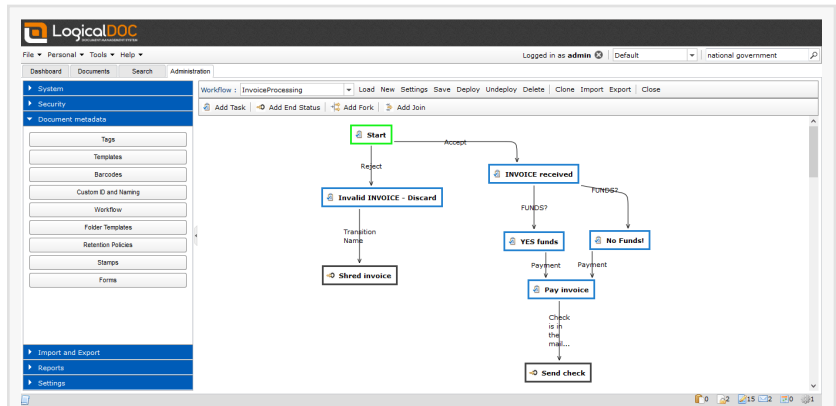 LogicalDOC
DOCUMENT MANAGEMENT SYSTEM
File Personal Tools Help Logged in as admin Default national government
Dashboard Documents Search Administration
System
Security
Document metadata
Tags
Templates
Barcodes
Custom ID and Naming
Workflow
Folder Templates
Retention Policies
Stamps
Forms
Import and Export
Reports
Settings
Workflow : InvoiceProcessing Load New Settings Save Deploy Undeploy Delete Clone Import Export Close
Add Task Add End Status Add Fork Add Join
Start
Accept
Reject
INVOICE received
Invalid INVOICE - Discard
FUNDS?
FUNDS?
Transition
Name
YES funds
No Funds!
Shred invoice
Payment
Payment
Pay invoice
Check
is in
the
mail...
Send check
0 2 15 2 0 1